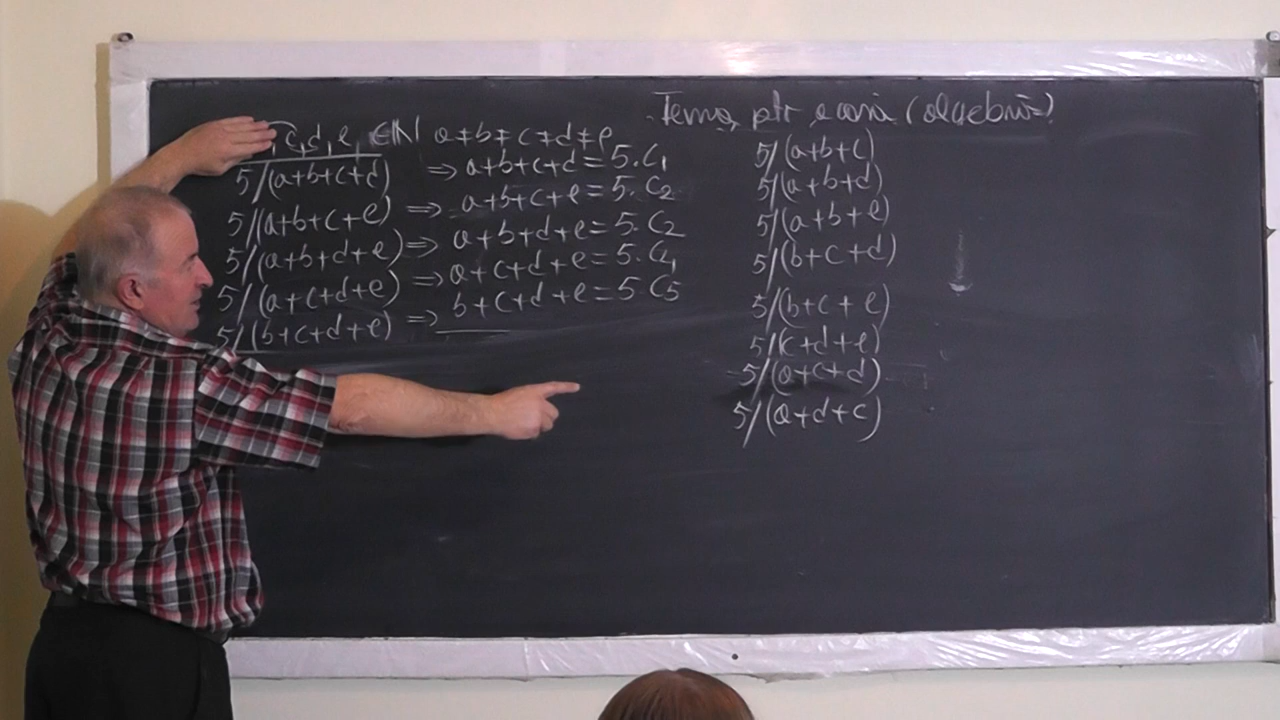 c,d,e, ∈ℕ a+b+c+d+e
5/(a+b+c+d) ⇒ a+b+c+d=5.C₁
5/(a+b+c+e) ⇒ a+b+c+e=5.C₂
5/(a+b+d+e) ⇒ a+b+d+e=5.C₂
5/(a+c+d+e) ⇒ a+c+d+e=5.C₄
5/(b+c+d+e) ⇒ b+c+d+e=5.C₅
Tema ptr acasă (algebră)
5/(a+b+c)
5/(a+b+d)
5/(a+b+e)
5/(b+c+d)
5/(b+c+e)
5/(c+d+e)
5/(a+c+d)
5/(a+d+c)